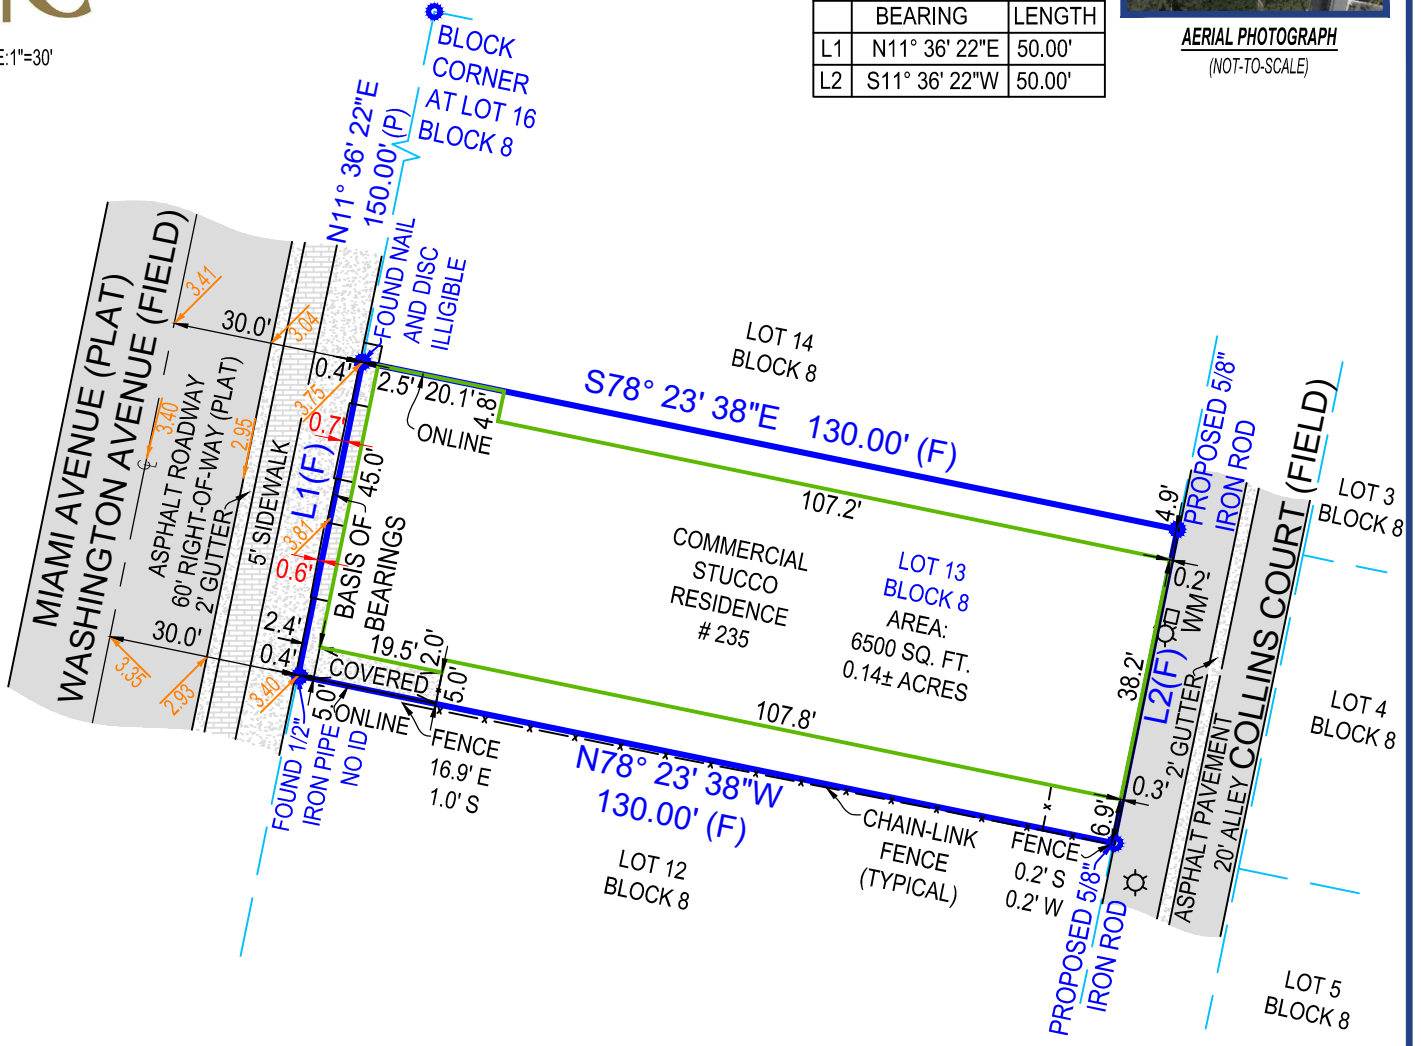 E:1"=30'
BEARING LENGTH
L1 N11° 36' 22"E 50.00'
L2 S11° 36' 22"W 50.00'
AERIAL PHOTOGRAPH
(NOT-TO-SCALE)
BLOCK
CORNER
AT LOT 16
BLOCK 8
N11° 36' 22"E
150.00' (P)
FOUND NAIL
AND DISC
ILLIGIBLE
MIAMI AVENUE (PLAT)
WASHINGTON AVENUE (FIELD)
3.41
30.0'
3.04
0.4'
3.75
3.40
ASPHALT ROADWAY
60' RIGHT-OF-WAY (PLAT)
2' GUTTER
2.95
5' SIDEWALK
L1(F)
0.7'
3.81
0.6'
45.0'
BASIS OF
BEARINGS
2.5'
20.1'
4.8'
ONLINE
LOT 14
BLOCK 8
S78° 23' 38"E 130.00' (F)
107.2'
COMMERCIAL
STUCCO
RESIDENCE
# 235
LOT 13
BLOCK 8
AREA:
6500 SQ. FT.
0.14± ACRES
4.9'
PROPOSED 5/8"
IRON ROD
0.2'
WM
38.2'
L2(F)
2' GUTTER
ASPHALT PAVEMENT
20' ALLEY
COLLINS COURT (FIELD)
LOT 3
BLOCK 8
LOT 4
BLOCK 8
LOT 5
BLOCK 8
30.0'
3.35
2.93
2.4'
0.4'
3.40
19.5'
2.0'
COVERED
5.0'
5.0'
ONLINE
FOUND 1/2"
IRON PIPE
NO ID
FENCE
16.9' E
1.0' S
107.8'
N78° 23' 38"W
130.00' (F)
LOT 12
BLOCK 8
CHAIN-LINK
FENCE
(TYPICAL)
FENCE
0.2' S
0.2' W
6.9'
0.3'
PROPOSED 5/8"
IRON ROD